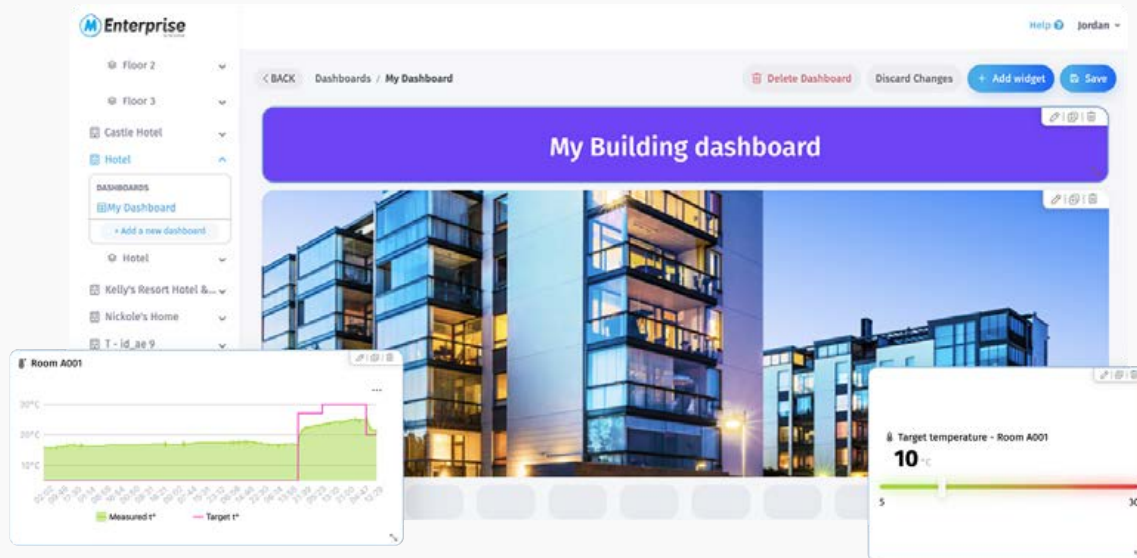 M Enterprise
Help
Jordan
Floor 2
Floor 3
Castle Hotel
Hotel
DASHBOARDS
My Dashboard
+ Add a new dashboard
Hotel
Kelly's Resort Hotel &...
Nickole's Home
T - id_ae 9
< BACK
Dashboards / My Dashboard
Delete Dashboard
Discard Changes
+ Add widget
Save
My Building dashboard
Room A001
...
30°C
20°C
10°C
Measured t°
Target t°
Target temperature - Room A001
10 °C
5
30